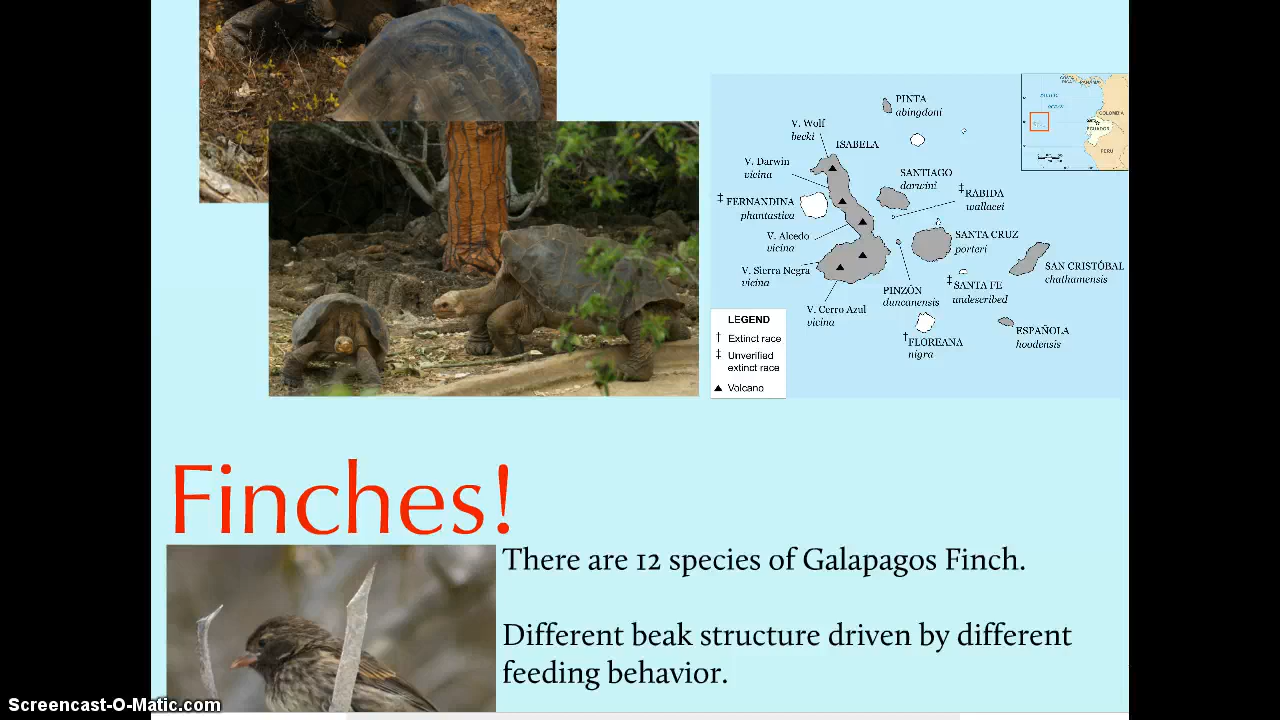 PINTA
abingdoni
V. Wolf
becki
ISABELA
V. Darwin
vicina
SANTIAGO
darwini
‡ RABIDA
wallacei
‡ FERNANDINA
phantastica
V. Alcedo
vicina
SANTA CRUZ
porteri
V. Sierra Negra
vicina
SAN CRISTÓBAL
chathamensis
PINZÓN
duncanensis
‡ SANTA FE
undescribed
V. Cerro Azul
vicina
† FLOREANA
nigra
ESPAÑOLA
hoodensis
LEGEND
† Extinct race
‡ Unverified
extinct race
▲ Volcano
COLOMBIA
ECUADOR
PERU
Finches!
There are 12 species of Galapagos Finch.
Different beak structure driven by different
feeding behavior.
Screencast-O-Matic.com